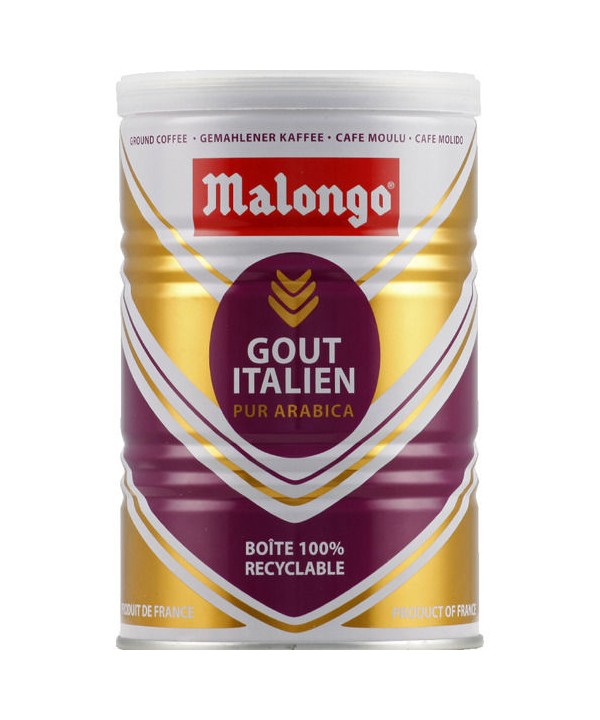 GROUND COFFEE • GEMAHLENER KAFFEE • CAFE MOULU • CAFE MOLIDO
Malongo®
GOUT
ITALIEN
PUR ARABICA
BOÎTE 100%
RECYCLABLE
PRODUIT DE FRANCE
PRODUCT OF FRANCE